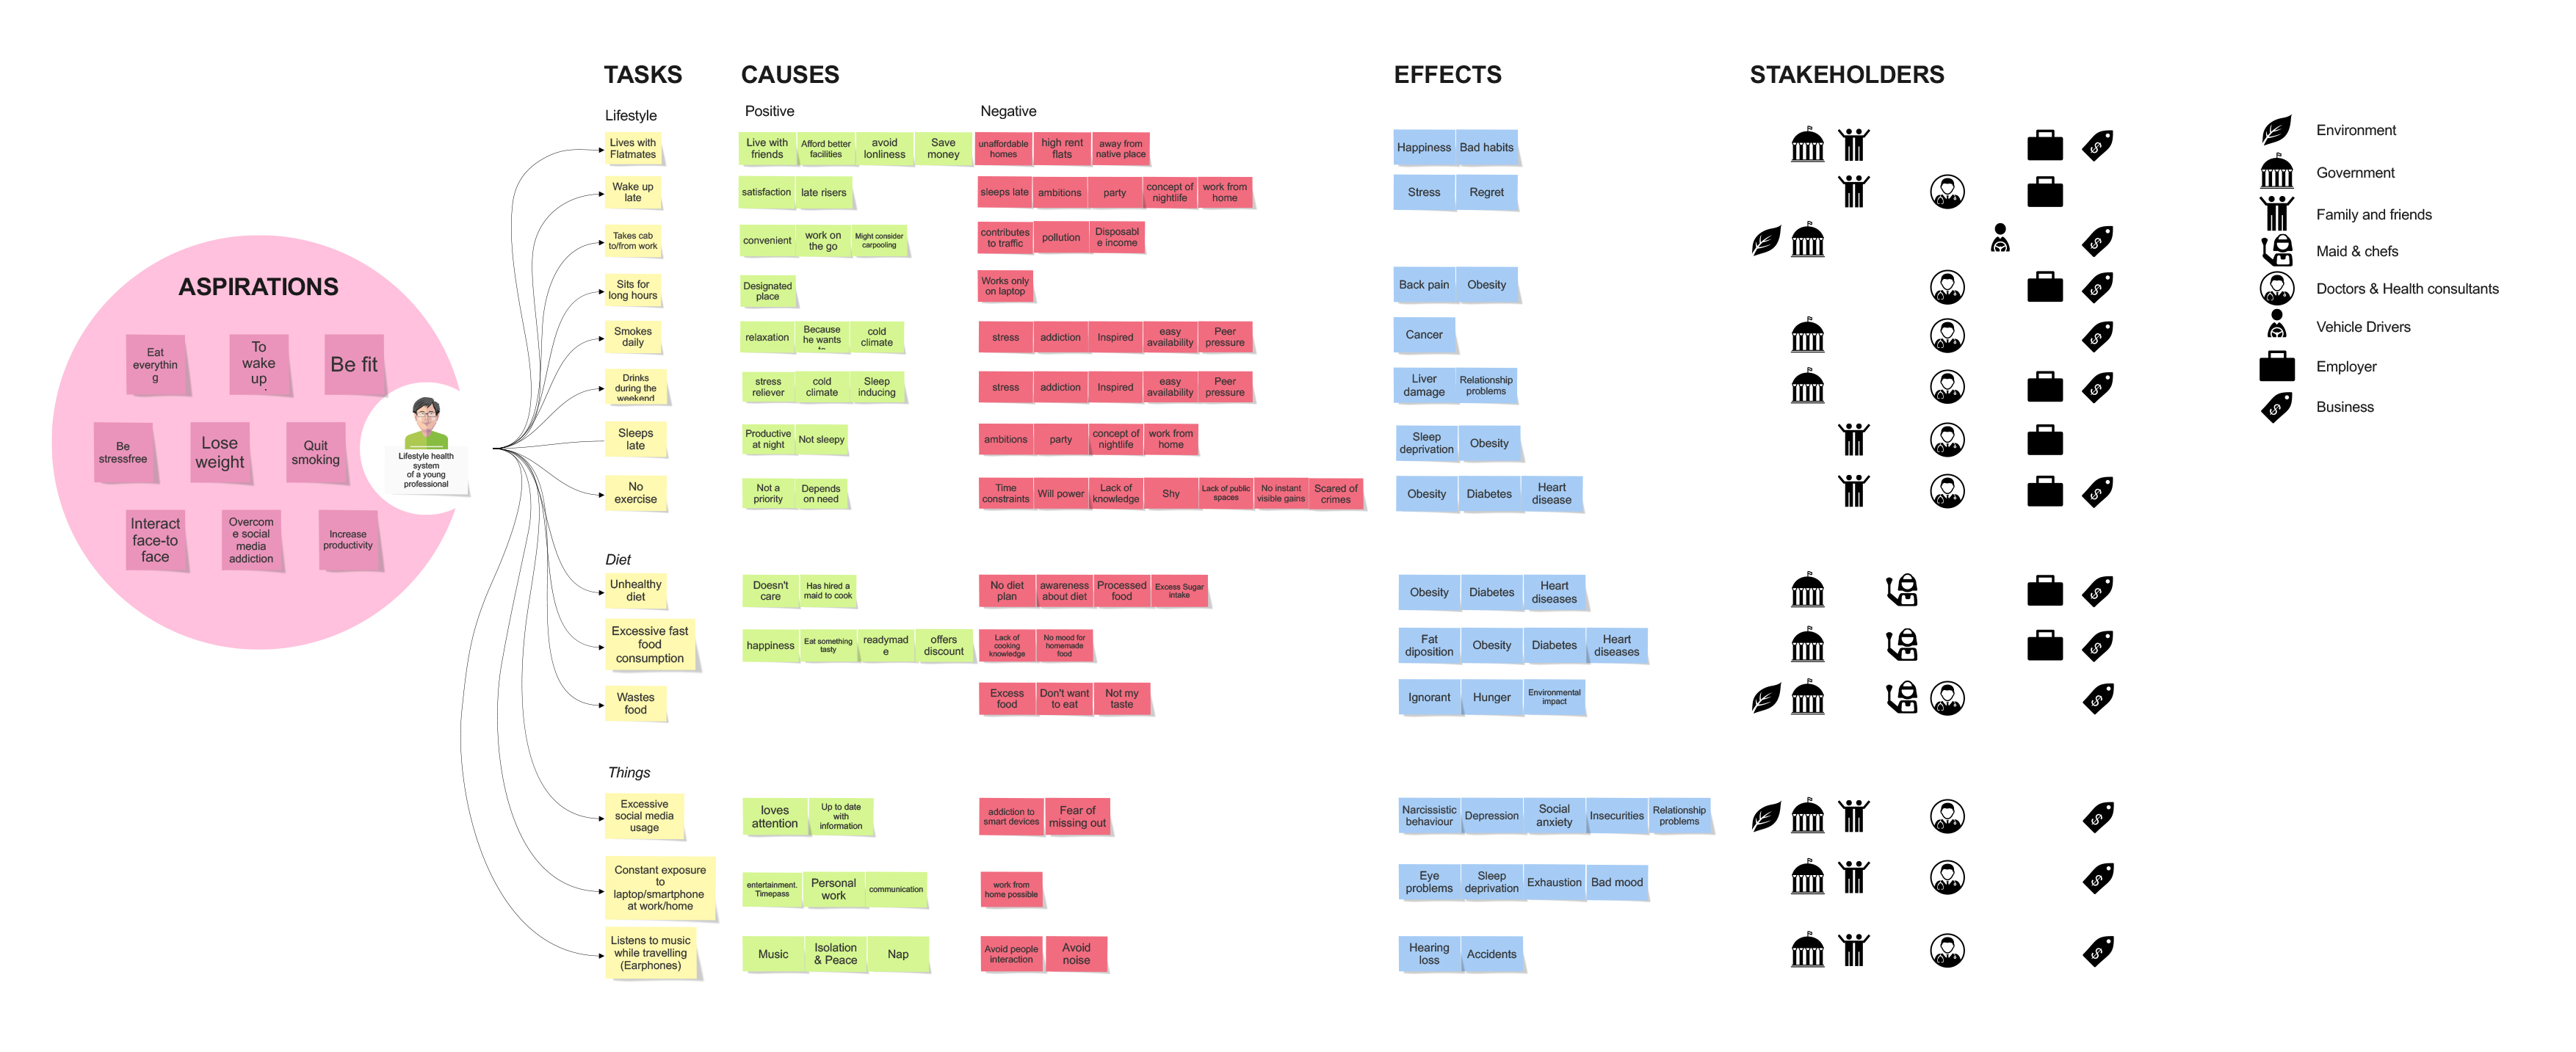 TASKS
CAUSES
EFFECTS
STAKEHOLDERS
Lifestyle
Positive
Negative
ASPIRATIONS
Eat
everythin
g
To
wake
up
Be fit
Be
stressfree
Lose
weight
Quit
smoking
Interact
face-to
face
Overcom
e social
media
addiction
Increase
productivity
Lifestyle health
system
of a young
professional
Lives with
Flatmates
Live with
friends
Afford better
facilities
avoid
lonliness
Save
money
unaffordable
homes
high rent
flats
away from
native place
Happiness
Bad habits
Wake up
late
satisfaction
late risers
sleeps late
ambitions
party
concept of
nightlife
work from
home
Stress
Regret
Takes cab
to/from work
convenient
work on
the go
Might consider
carpooling
contributes
to traffic
pollution
Disposabl
e income
Sits for
long hours
Designated
place
Works only
on laptop
Back pain
Obesity
Smokes
daily
relaxation
Because
he wants
cold
climate
stress
addiction
Inspired
easy
availability
Peer
pressure
Cancer
Drinks
during the
weekend
stress
reliever
cold
climate
Sleep
inducing
stress
addiction
Inspired
easy
availability
Peer
pressure
Liver
damage
Relationship
problems
Sleeps
late
Productive
at night
Not sleepy
ambitions
party
concept of
nightlife
work from
home
Sleep
deprivation
Obesity
No
exercise
Not a
priority
Depends
on need
Time
constraints
Will power
Lack of
knowledge
Shy
Lack of public
spaces
No instant
visible gains
Scared of
crimes
Obesity
Diabetes
Heart
disease
Diet
Unhealthy
diet
Doesn't
care
Has hired a
maid to cook
No diet
plan
awareness
about diet
Processed
food
Excess Sugar
intake
Obesity
Diabetes
Heart
diseases
Excessive fast
food
consumption
happiness
Eat something
tasty
readymad
e
offers
discount
Lack of
cooking
knowledge
No mood for
homemade
food
Fat
diposition
Obesity
Diabetes
Heart
diseases
Wastes
food
Excess
food
Don't want
to eat
Not my
taste
Ignorant
Hunger
Environmental
impact
Things
Excessive
social media
usage
loves
attention
Up to date
with
information
addiction to
smart devices
Fear of
missing out
Narcissistic
behaviour
Depression
Social
anxiety
Insecurities
Relationship
problems
Constant exposure
to
laptop/smartphone
at work/home
entertainment.
Timepass
Personal
work
communication
work from
home possible
Eye
problems
Sleep
deprivation
Exhaustion
Bad mood
Listens to music
while travelling
(Earphones)
Music
Isolation
& Peace
Nap
Avoid people
interaction
Avoid
noise
Hearing
loss
Accidents
Environment
Government
Family and friends
Maid & chefs
Doctors & Health consultants
Vehicle Drivers
Employer
Business